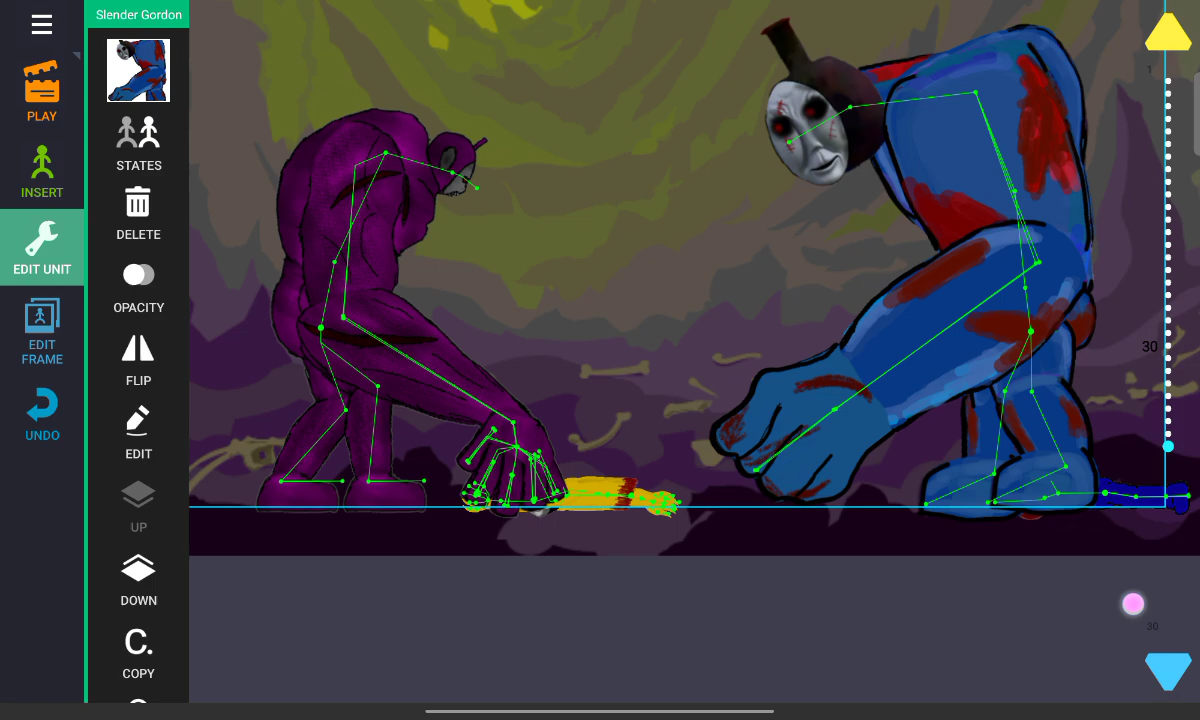 Slender Gordon
PLAY
INSERT
EDIT UNIT
EDIT
FRAME
UNDO
STATES
DELETE
OPACITY
FLIP
EDIT
UP
DOWN
C.
COPY
1
30
30